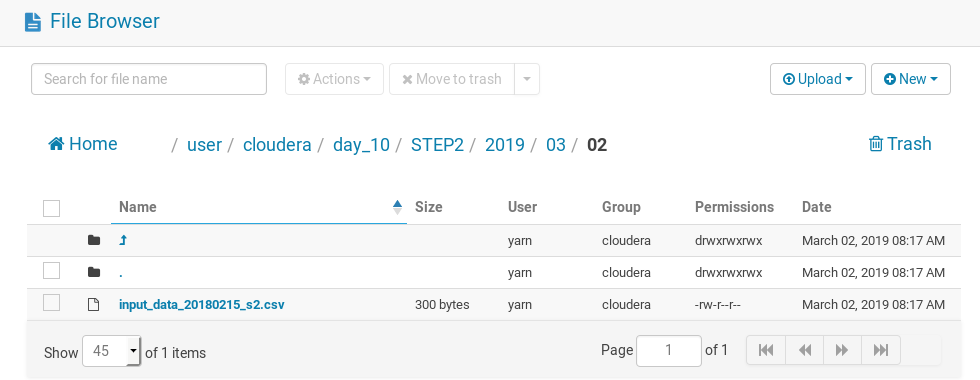 File Browser
Search for file name Actions Move to trash Upload New
Home / user / cloudera / day_10 / STEP2 / 2019 / 03 / 02 Trash
Name Size User Group Permissions Date
yarn cloudera drwxrwxrwx March 02, 2019 08:17 AM
. yarn cloudera drwxrwxrwx March 02, 2019 08:17 AM
input_data_20180215_s2.csv 300 bytes yarn cloudera -rw-r--r-- March 02, 2019 08:17 AM
Show 45 of 1 items Page 1 of 1